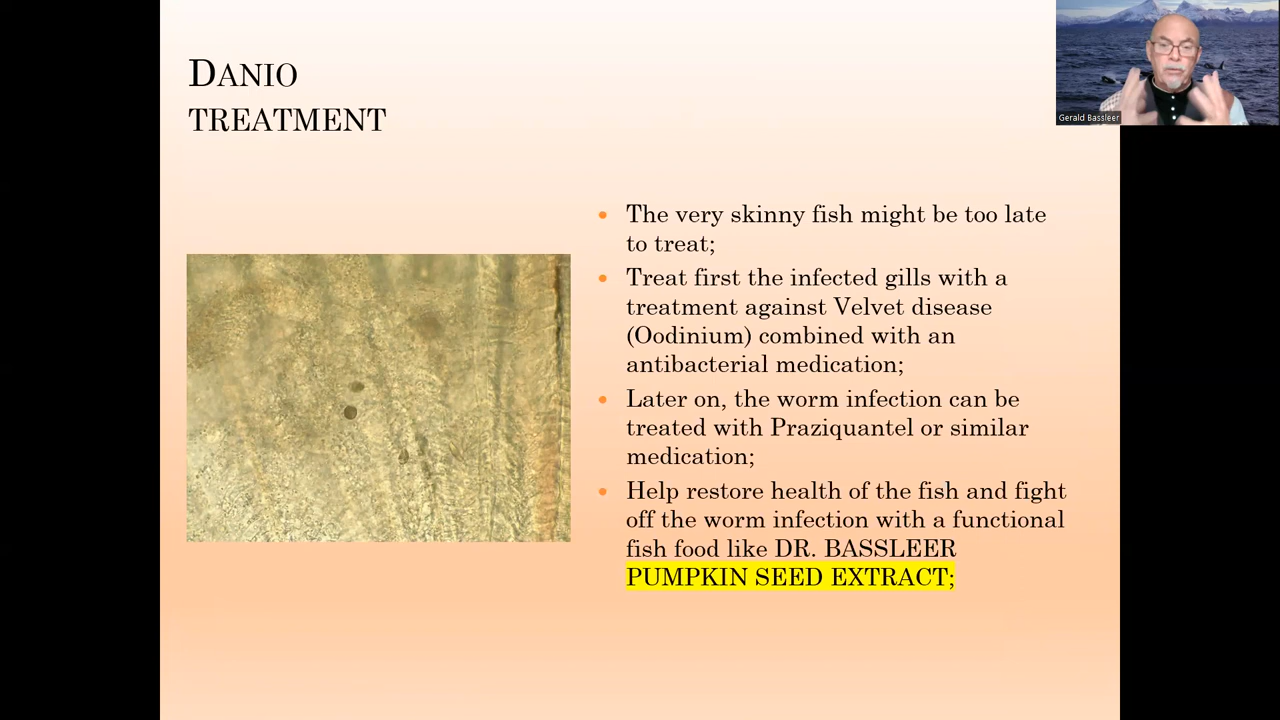 DANIO
TREATMENT
Gerald Bassleer
• The very skinny fish might be too late
to treat;
• Treat first the infected gills with a
treatment against Velvet disease
(Oodinium) combined with an
antibacterial medication;
• Later on, the worm infection can be
treated with Praziquantel or similar
medication;
• Help restore health of the fish and fight
off the worm infection with a functional
fish food like DR. BASSLEER
PUMPKIN SEED EXTRACT;